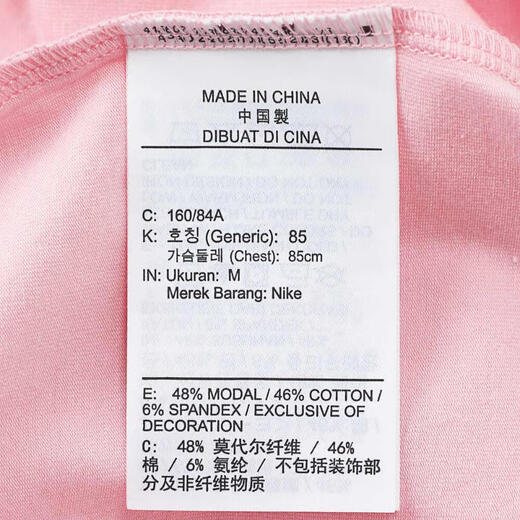 MADE IN CHINA
中国製
DIBUAT DI CINA
C: 160/84A
K: 호칭 (Generic): 85
가슴둘레 (Chest): 85cm
IN: Ukuran: M
Merek Barang: Nike
E: 48% MODAL / 46% COTTON /
6% SPANDEX / EXCLUSIVE OF
DECORATION
C: 48% 莫代尔纤维 / 46%
棉 / 6% 氨纶 / 不包括装饰部
分及非纤维物质